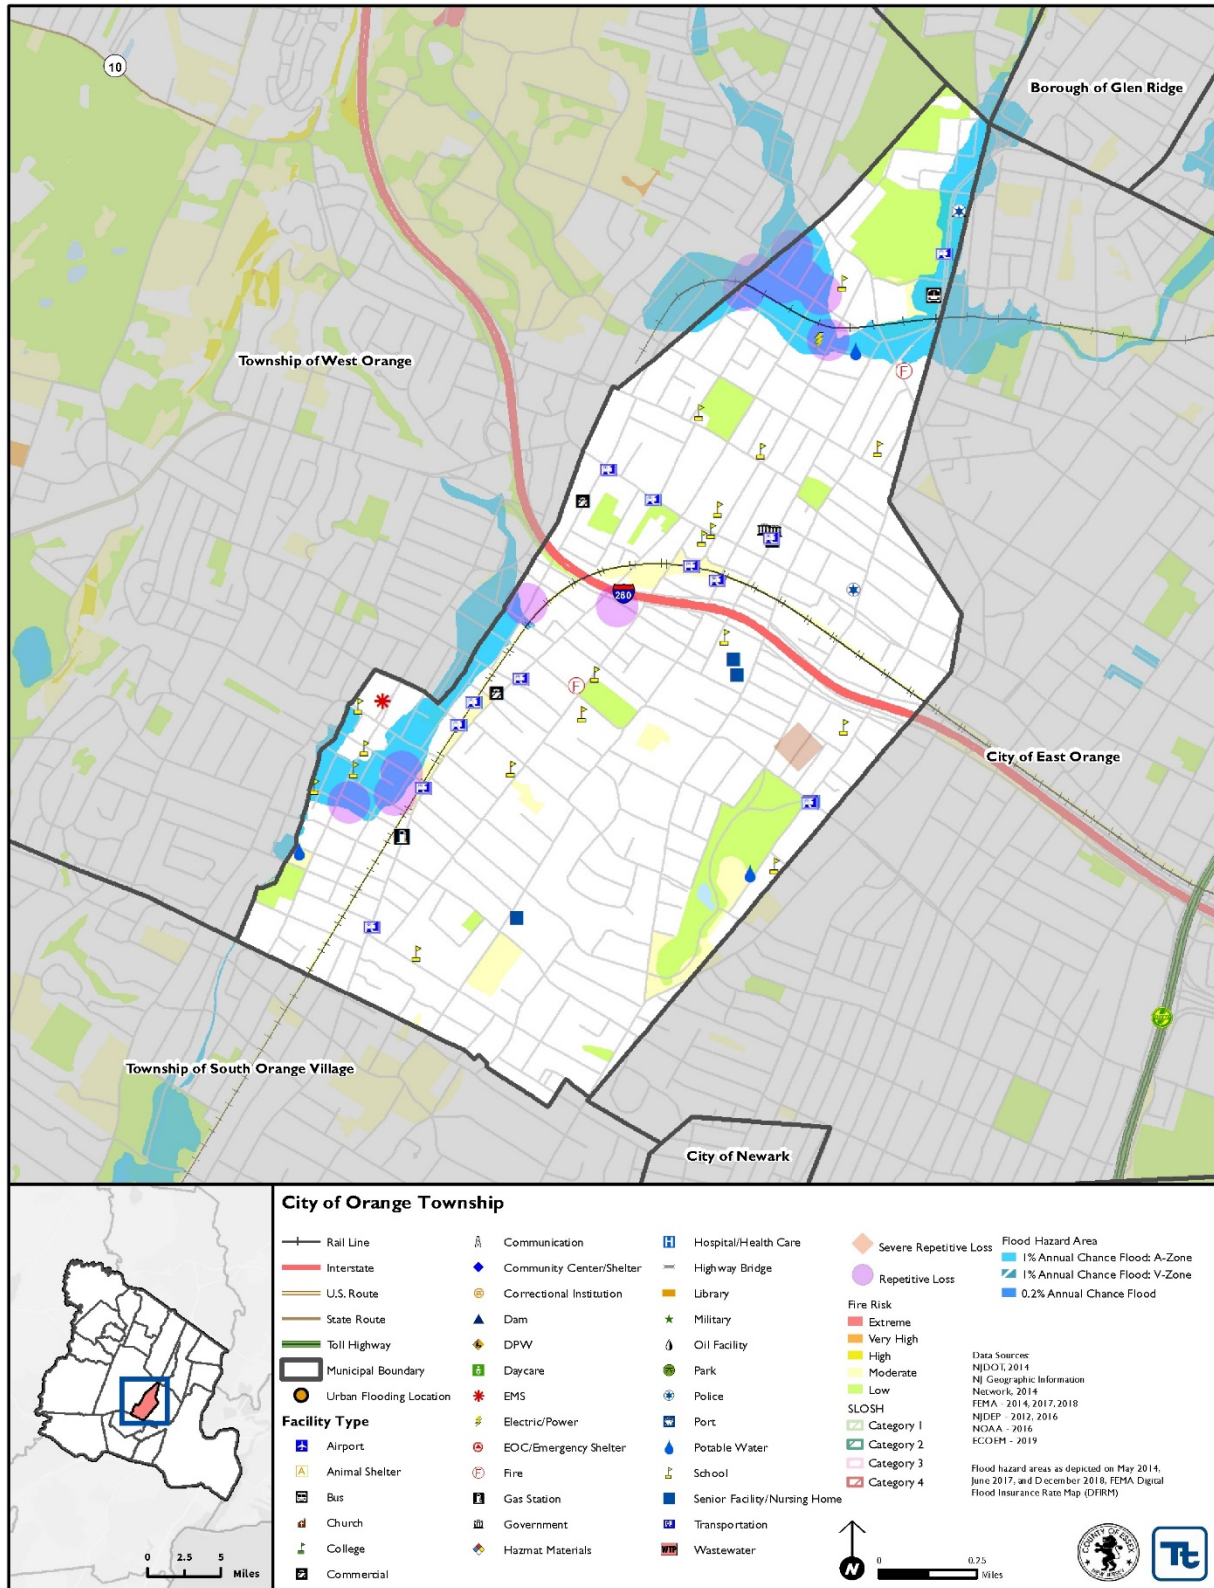 10
Borough of Glen Ridge
Township of West Orange
F
280
F
City of East Orange
Township of South Orange Village
City of Newark
City of Orange Township
Rail Line
Interstate
U.S. Route
State Route
Toll Highway
Municipal Boundary
Urban Flooding Location
Facility Type
Airport
A Animal Shelter
Bus
Church
College
Commercial
Communication
Community Center/Shelter
Correctional Institution
Dam
DPW
Daycare
EMS
Electric/Power
EOC/Emergency Shelter
F Fire
Gas Station
Government
Hazmat Materials
H Hospital/Health Care
Highway Bridge
Library
Military
Oil Facility
Park
Police
Port
Potable Water
School
Senior Facility/Nursing Home
Transportation
WTP Wastewater
Severe Repetitive Loss
Repetitive Loss
Fire Risk
Extreme
Very High
High
Moderate
Low
SLOSH
Category 1
Category 2
Category 3
Category 4
Flood Hazard Area
1% Annual Chance Flood: A-Zone
1% Annual Chance Flood: V-Zone
0.2% Annual Chance Flood
Data Sources:
NJDOT, 2014
NJ Geographic Information
Network, 2014
FEMA - 2014, 2017, 2018
NJDEP - 2012, 2016
NOAA - 2016
ECOEM - 2019
Flood hazard areas as depicted on May 2014,
June 2017, and December 2018, FEMA Digital
Flood Insurance Rate Map (DFIRM)
0 2.5 5
Miles
N
0 0.25
Miles
COUNTY OF ESSEX
NEW JERSEY
Tt